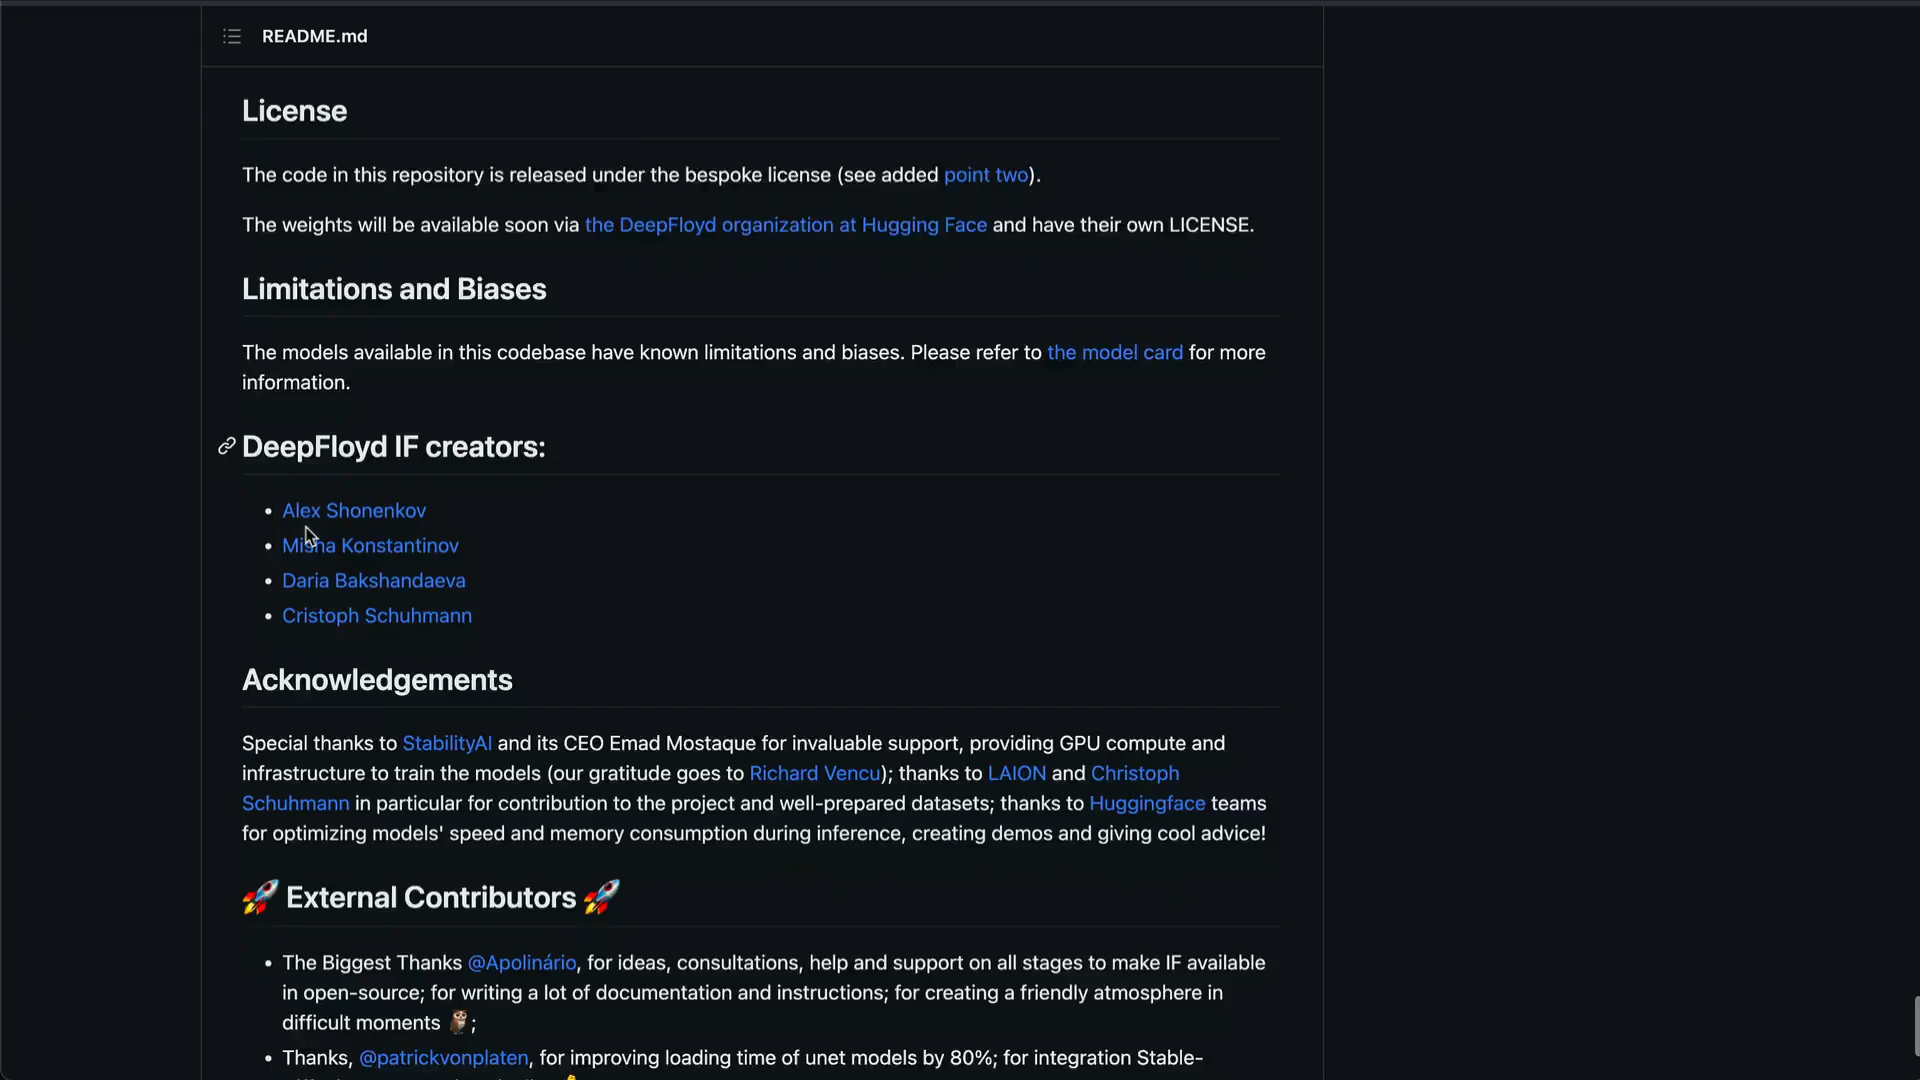 README.md
License
The code in this repository is released under the bespoke license (see added point two).
The weights will be available soon via the DeepFloyd organization at Hugging Face and have their own LICENSE.
Limitations and Biases
The models available in this codebase have known limitations and biases. Please refer to the model card for more
information.
DeepFloyd IF creators:
• Alex Shonenkov
• Misha Konstantinov
• Daria Bakshandaeva
• Cristoph Schuhmann
Acknowledgements
Special thanks to StabilityAI and its CEO Emad Mostaque for invaluable support, providing GPU compute and
infrastructure to train the models (our gratitude goes to Richard Vencu); thanks to LAION and Christoph
Schuhmann in particular for contribution to the project and well-prepared datasets; thanks to Huggingface teams
for optimizing models' speed and memory consumption during inference, creating demos and giving cool advice!
🚀 External Contributors 🚀
• The Biggest Thanks @Apolinário, for ideas, consultations, help and support on all stages to make IF available
in open-source; for writing a lot of documentation and instructions; for creating a friendly atmosphere in
difficult moments 🦉;
• Thanks, @patrickvonplaten, for improving loading time of unet models by 80%; for integration Stable-